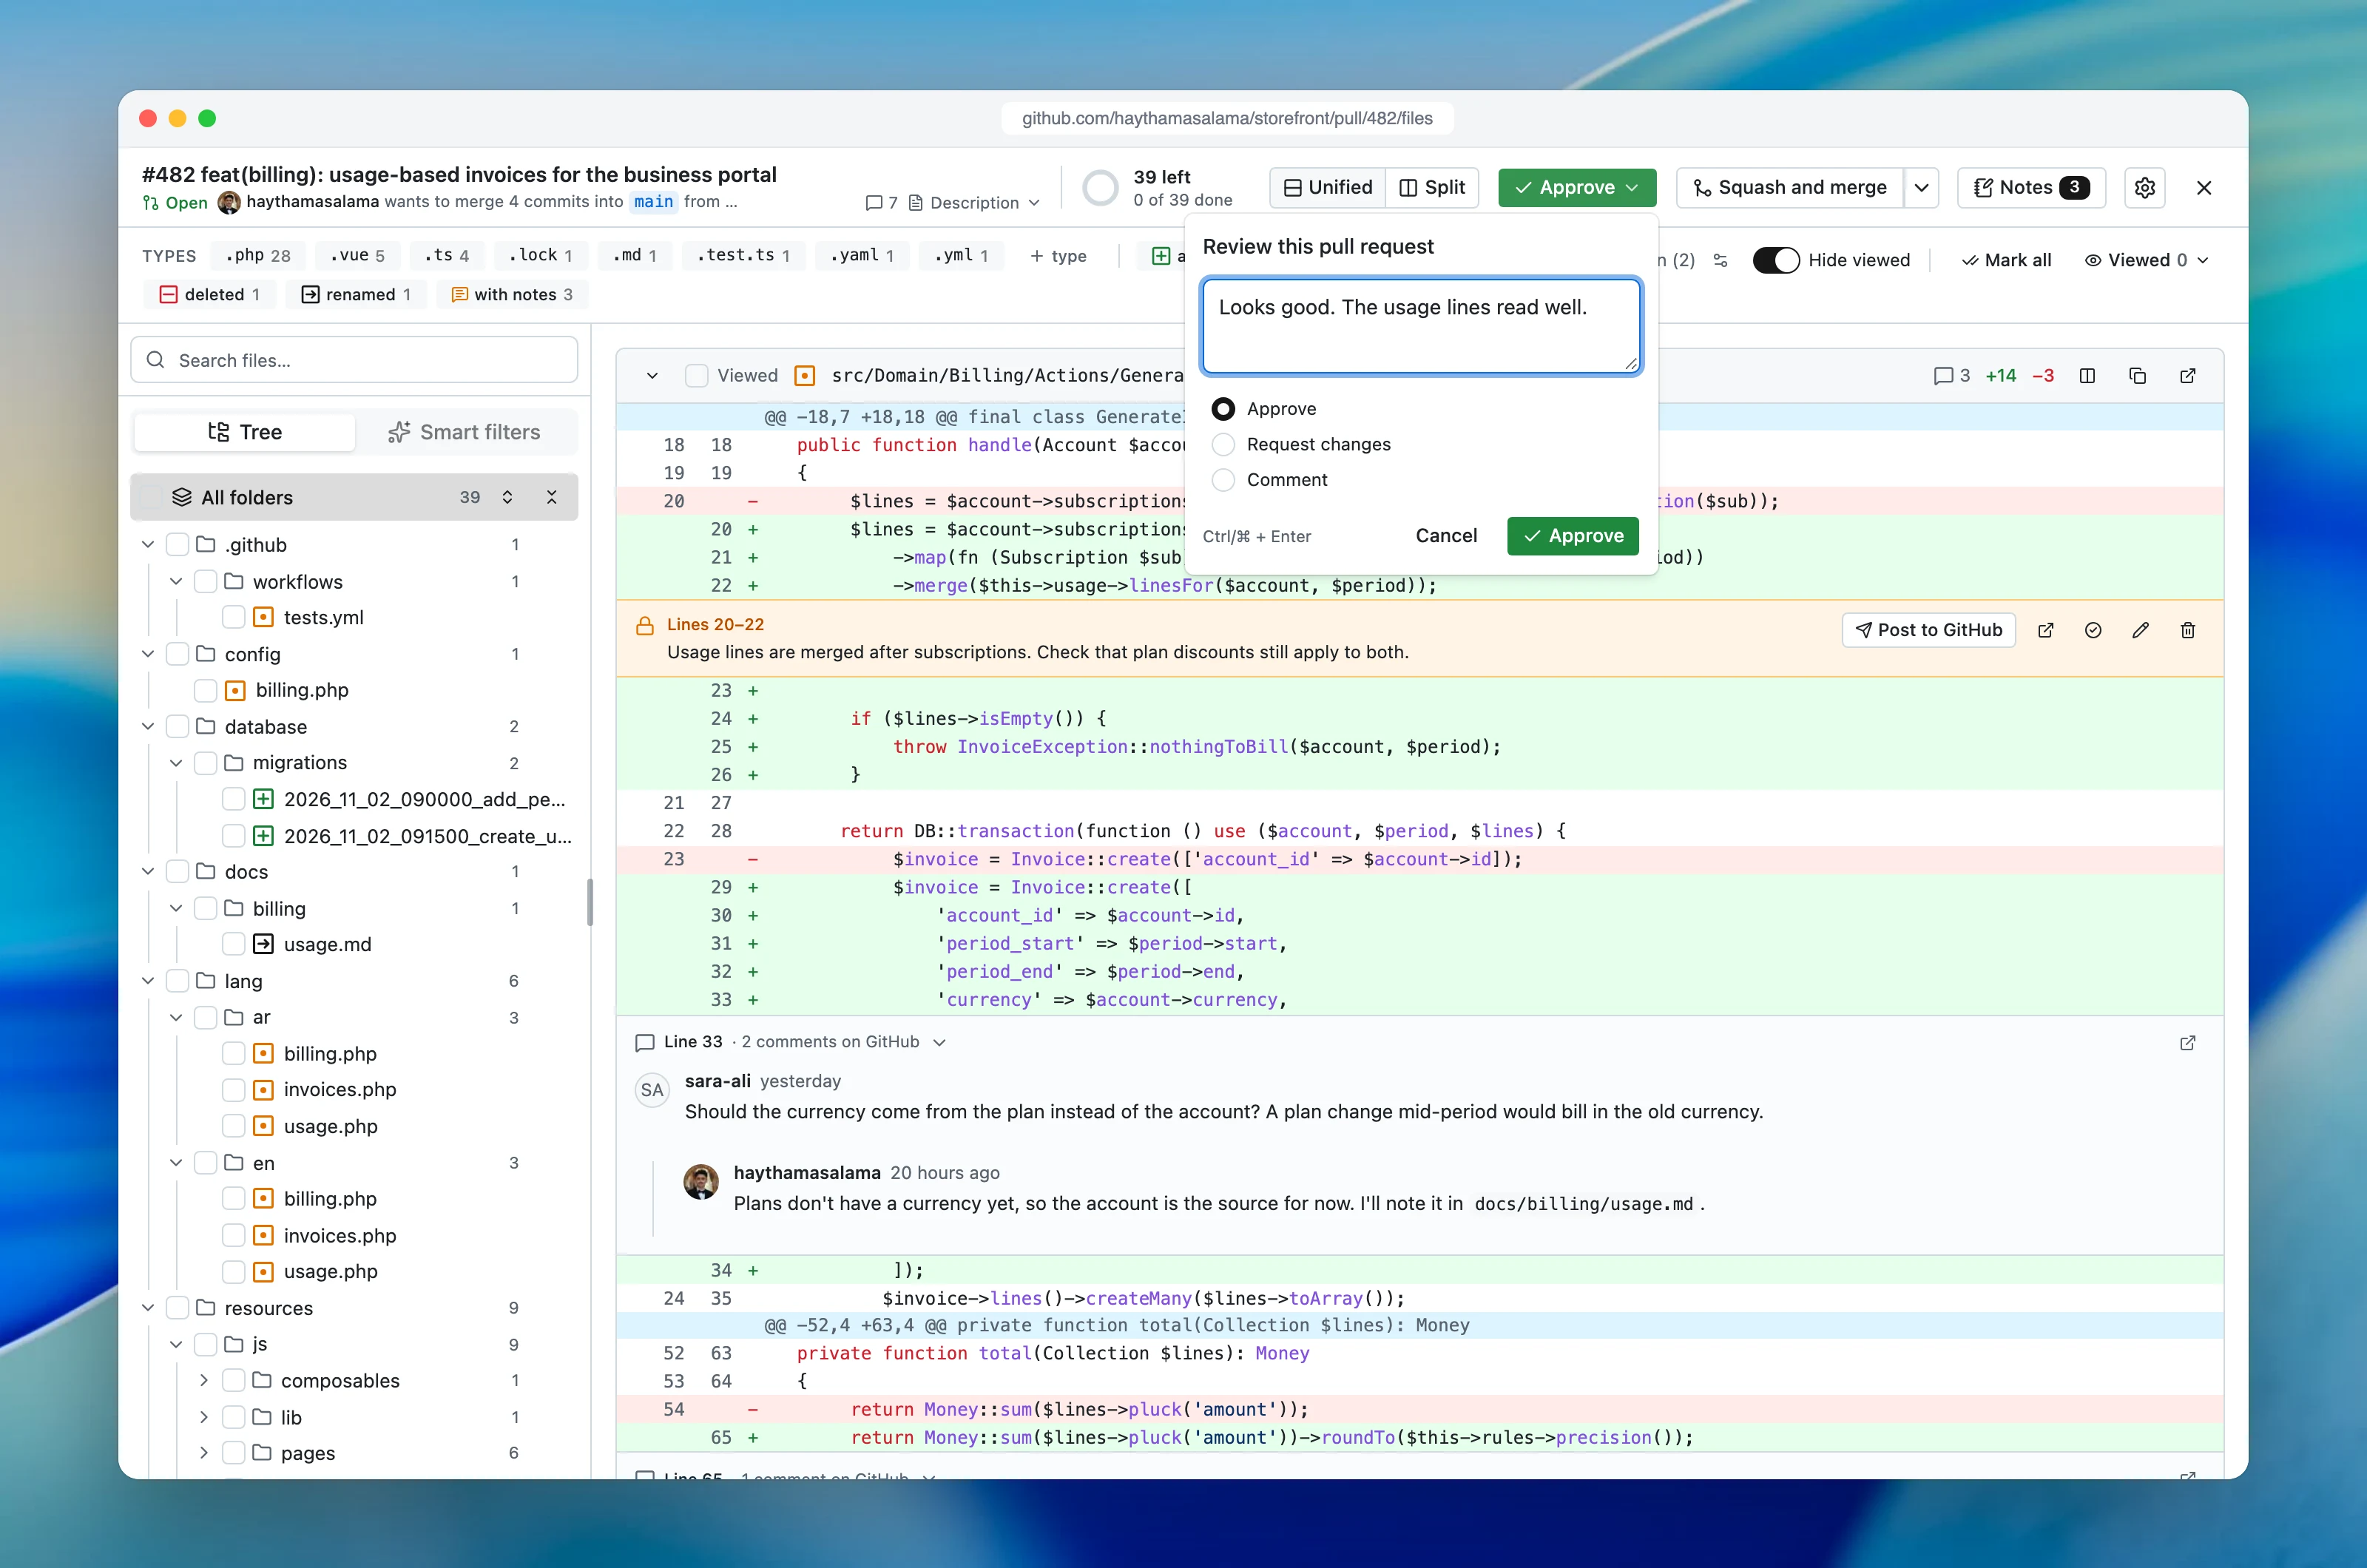 github.com/haythamasalama/storefront/pull/482/files
#482 feat(billing): usage-based invoices for the business portal
Open haythamasalama wants to merge 4 commits into main from ...
7 Description
39 left
0 of 39 done
Unified Split
Approve
Squash and merge
Notes 3
TYPES .php 28 .vue 5 .ts 4 .lock 1 .md 1 .test.ts 1 .yaml 1 .yml 1 + type
deleted 1 renamed 1 with notes 3
(2) Hide viewed Mark all Viewed 0
Review this pull request
Looks good. The usage lines read well.
Approve
Request changes
Comment
Ctrl/⌘ + Enter Cancel Approve
Search files...
Tree Smart filters
All folders 39
.github 1
workflows 1
tests.yml
config 1
billing.php
database 2
migrations 2
2026_11_02_090000_add_pe...
2026_11_02_091500_create_u...
docs 1
billing 1
usage.md
lang 6
ar 3
billing.php
invoices.php
usage.php
en 3
billing.php
invoices.php
usage.php
resources 9
js 9
composables 1
lib 1
pages 6
Viewed src/Domain/Billing/Actions/Genera
3 +14 −3
@@ −18,7 +18,18 @@ final class Generate
18 18 public function handle(Account $accou
19 19 {
20 − $lines = $account->subscriptions tion($sub));
20 + $lines = $account->subscriptions
21 + ->map(fn (Subscription $sub iod))
22 + ->merge($this->usage->linesFor($account, $period));
Lines 20–22
Usage lines are merged after subscriptions. Check that plan discounts still apply to both.
Post to GitHub
23 +
24 + if ($lines->isEmpty()) {
25 + throw InvoiceException::nothingToBill($account, $period);
26 + }
21 27
22 28 return DB::transaction(function () use ($account, $period, $lines) {
23 − $invoice = Invoice::create(['account_id' => $account->id]);
29 + $invoice = Invoice::create([
30 + 'account_id' => $account->id,
31 + 'period_start' => $period->start,
32 + 'period_end' => $period->end,
33 + 'currency' => $account->currency,
Line 33 · 2 comments on GitHub
SA sara-ali yesterday
Should the currency come from the plan instead of the account? A plan change mid-period would bill in the old currency.
haythamasalama 20 hours ago
Plans don't have a currency yet, so the account is the source for now. I'll note it in docs/billing/usage.md .
34 + ]);
24 35 $invoice->lines()->createMany($lines->toArray());
@@ −52,4 +63,4 @@ private function total(Collection $lines): Money
52 63 private function total(Collection $lines): Money
53 64 {
54 − return Money::sum($lines->pluck('amount'));
65 + return Money::sum($lines->pluck('amount'))->roundTo($this->rules->precision());
Line 65 · 1 comment on GitHub